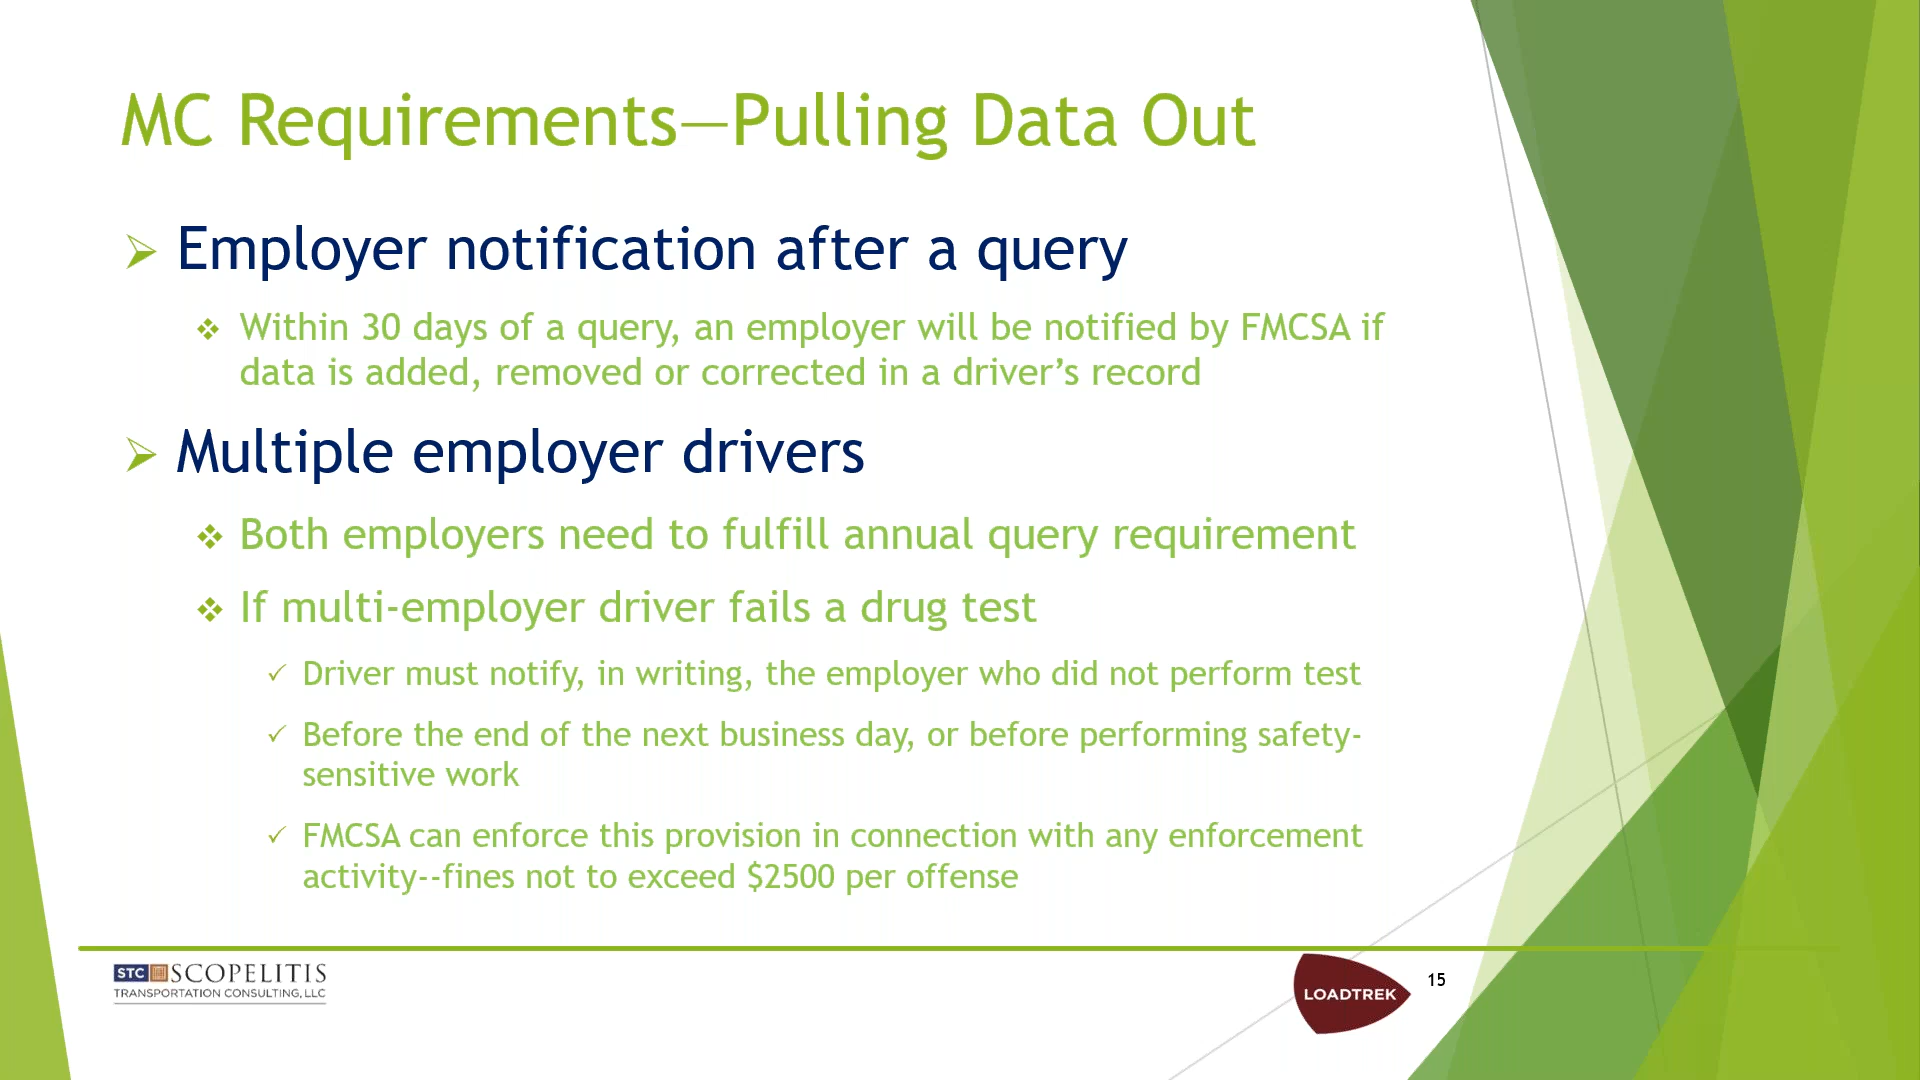 MC Requirements—Pulling Data Out
Employer notification after a query
Within 30 days of a query, an employer will be notified by FMCSA if
data is added, removed or corrected in a driver’s record
Multiple employer drivers
Both employers need to fulfill annual query requirement
If multi-employer driver fails a drug test
Driver must notify, in writing, the employer who did not perform test
Before the end of the next business day, or before performing safety-
sensitive work
FMCSA can enforce this provision in connection with any enforcement
activity--fines not to exceed $2500 per offense
STC SCOPELITIS
TRANSPORTATION CONSULTING, LLC
LOADTREK
15